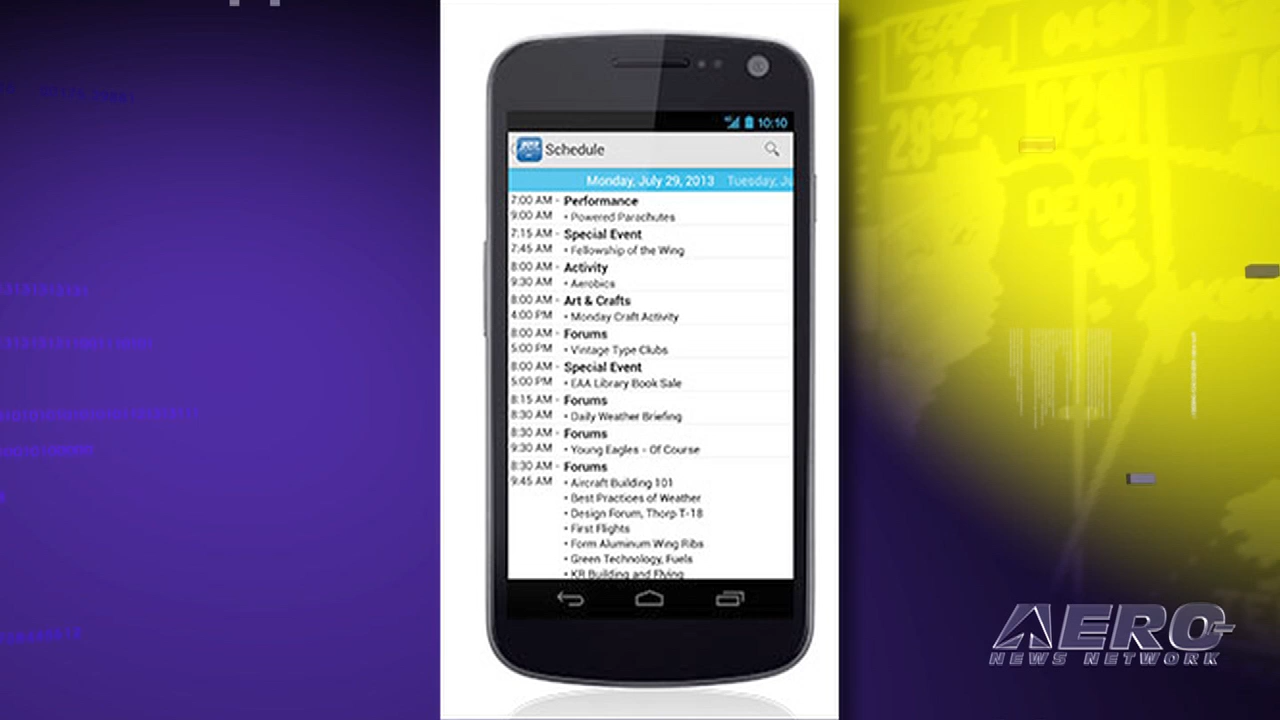 10:10
Schedule
Monday, July 29, 2013 Tuesday, Ju
7:00 AM - Performance
9:00 AM • Powered Parachutes
7:15 AM - Special Event
7:45 AM • Fellowship of the Wing
8:00 AM - Activity
9:30 AM • Aerobics
8:00 AM - Art & Crafts
4:00 PM • Monday Craft Activity
8:00 AM - Forums
5:00 PM • Vintage Type Clubs
8:00 AM - Special Event
5:00 PM • EAA Library Book Sale
8:15 AM - Forums
8:30 AM • Daily Weather Briefing
8:30 AM - Forums
9:30 AM • Young Eagles - Of Course
8:30 AM - Forums
9:45 AM • Aircraft Building 101
• Best Practices of Weather
• Design Forum, Thorp T-18
• First Flights
• Form Aluminum Wing Ribs
• Green Technology, Fuels
• KR Building and Flying
AERO
NEWS NETWORK